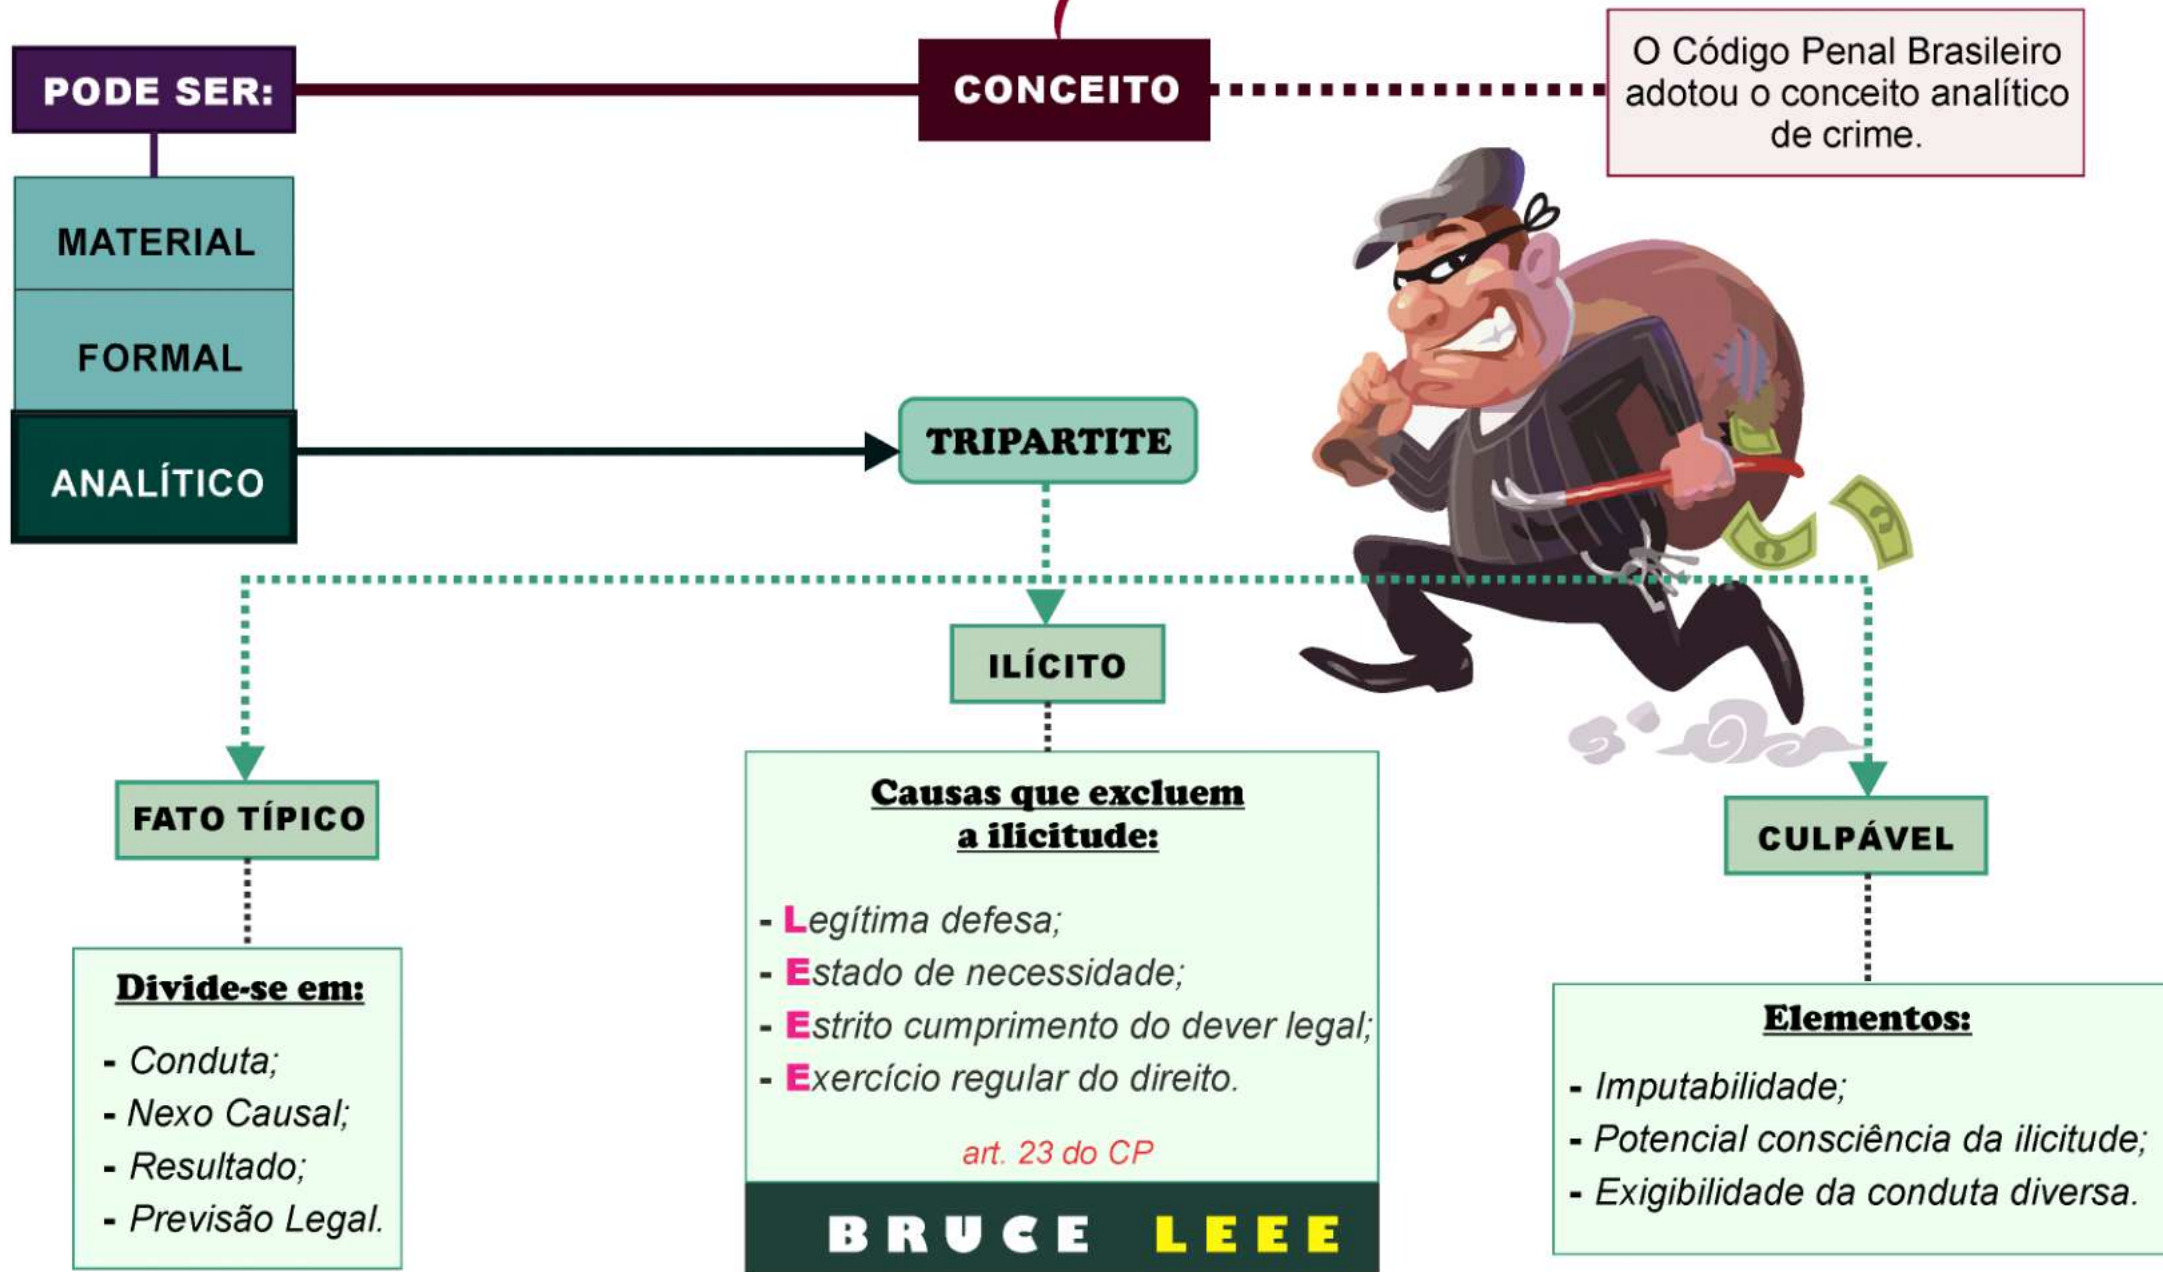 PODE SER:
CONCEITO
O Código Penal Brasileiro
adotou o conceito analítico
de crime.
MATERIAL
FORMAL
ANALÍTICO
TRIPARTITE
FATO TÍPICO
Divide-se em:
- Conduta;
- Nexo Causal;
- Resultado;
- Previsão Legal.
ILÍCITO
Causas que excluem
a ilicitude:
- Legítima defesa;
- Estado de necessidade;
- Estrito cumprimento do dever legal;
- Exercício regular do direito.
art. 23 do CP
BRUCE LEEE
CULPÁVEL
Elementos:
- Imputabilidade;
- Potencial consciência da ilicitude;
- Exigibilidade da conduta diversa.